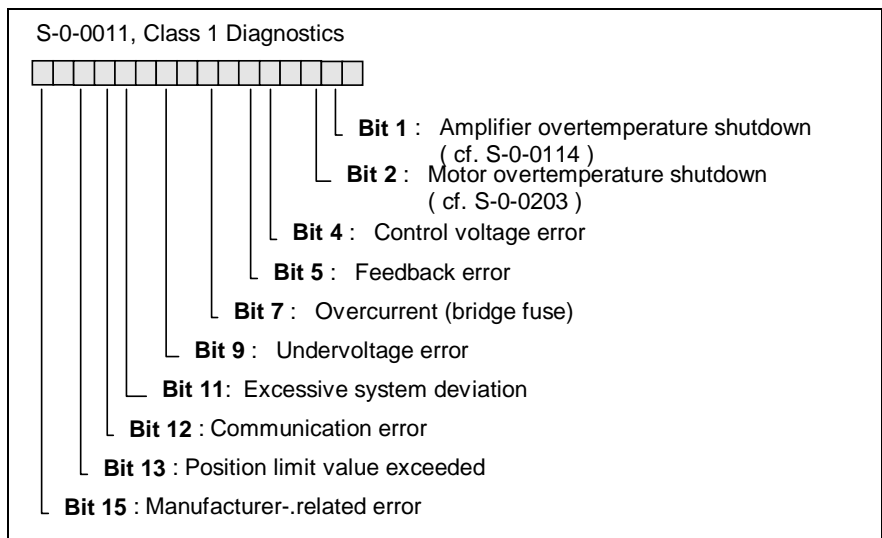 S-0-0011, Class 1 Diagnostics
Bit 1 : Amplifier overtemperature shutdown
( cf. S-0-0114 )
Bit 2 : Motor overtemperature shutdown
( cf. S-0-0203 )
Bit 4 : Control voltage error
Bit 5 : Feedback error
Bit 7 : Overcurrent (bridge fuse)
Bit 9 : Undervoltage error
Bit 11: Excessive system deviation
Bit 12 : Communication error
Bit 13 : Position limit value exceeded
Bit 15 : Manufacturer-.related error